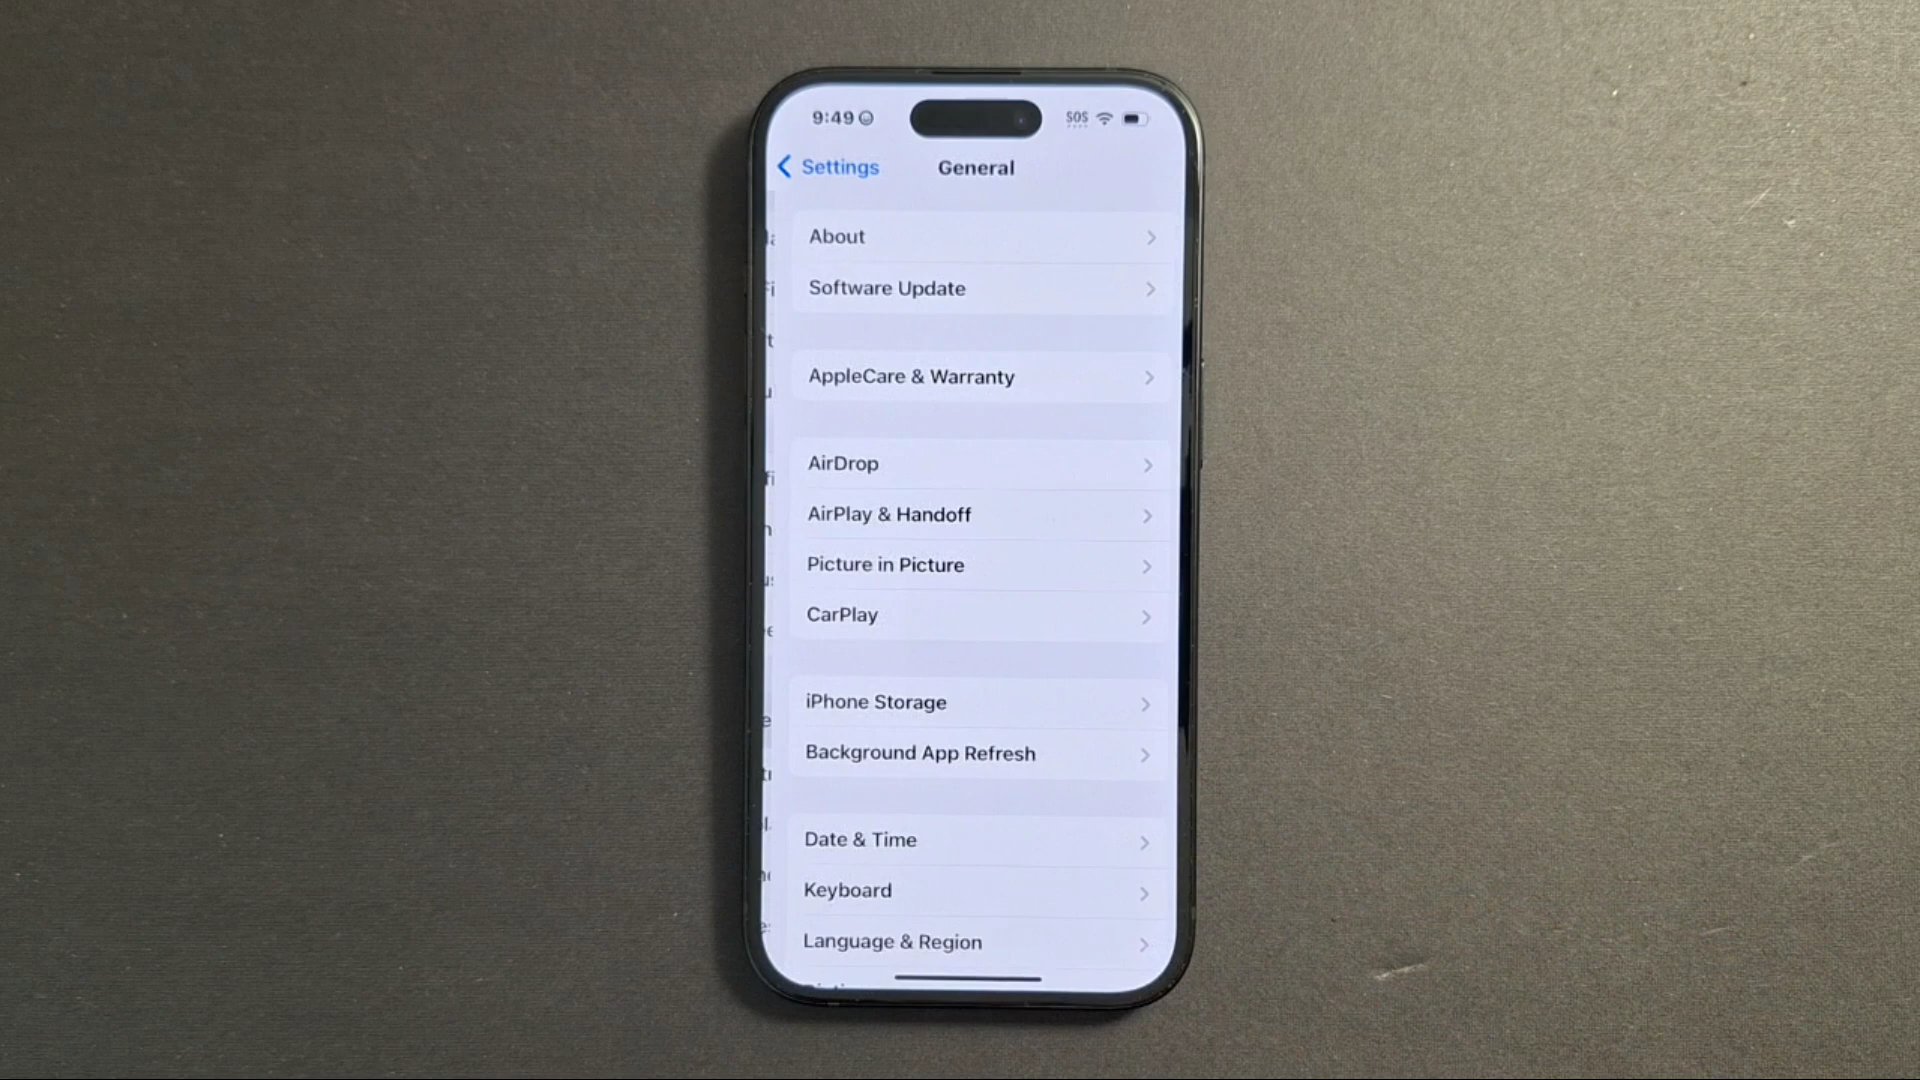 9:49 SOS
Settings General
About
Software Update
AppleCare & Warranty
AirDrop
AirPlay & Handoff
Picture in Picture
CarPlay
iPhone Storage
Background App Refresh
Date & Time
Keyboard
Language & Region